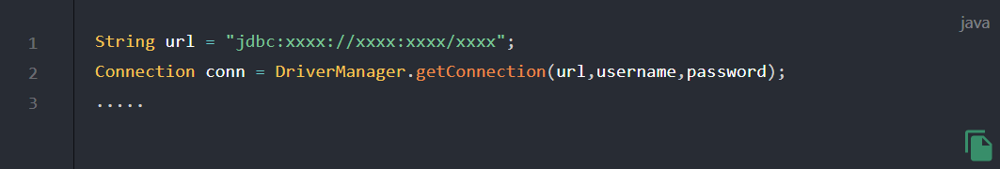 java
1 String url = "jdbc:xxxx://xxxx:xxxx/xxxx";
2 Connection conn = DriverManager.getConnection(url,username,password);
3 .....